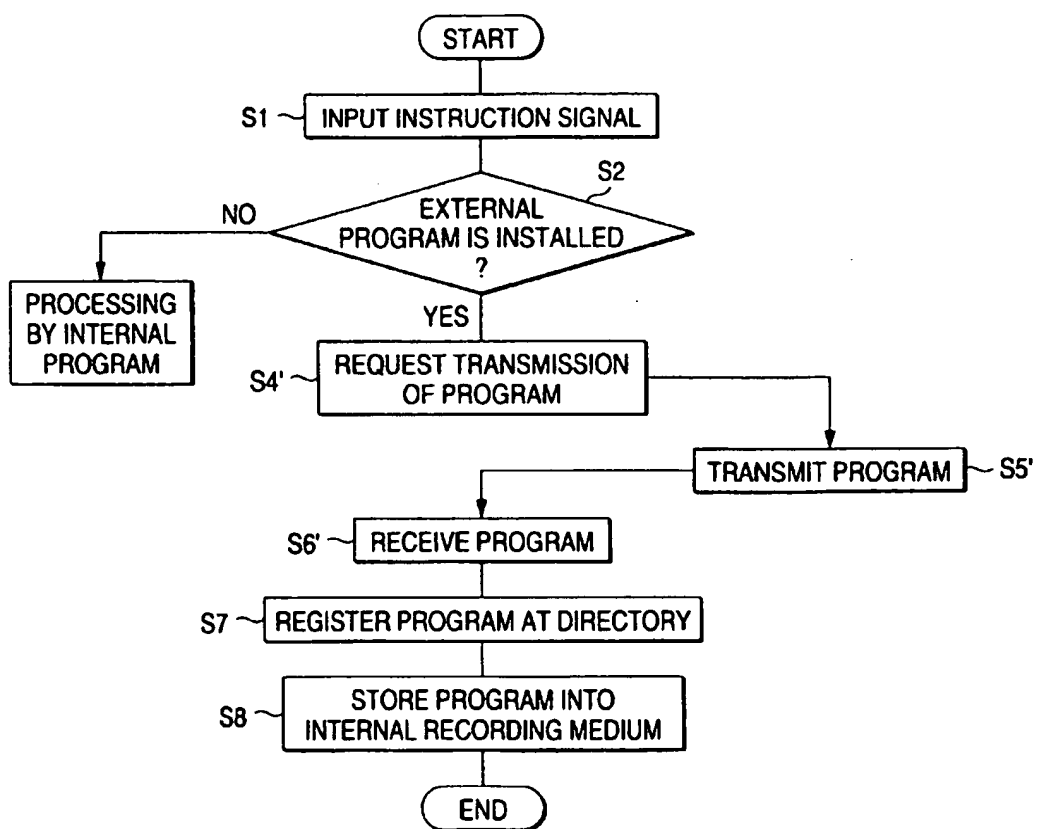 START
S1
INPUT INSTRUCTION SIGNAL
S2
EXTERNAL
PROGRAM IS INSTALLED
?
NO
PROCESSING
BY INTERNAL
PROGRAM
YES
S4'
REQUEST TRANSMISSION
OF PROGRAM
TRANSMIT PROGRAM
S5'
S6'
RECEIVE PROGRAM
S7
REGISTER PROGRAM AT DIRECTORY
S8
STORE PROGRAM INTO
INTERNAL RECORDING MEDIUM
END